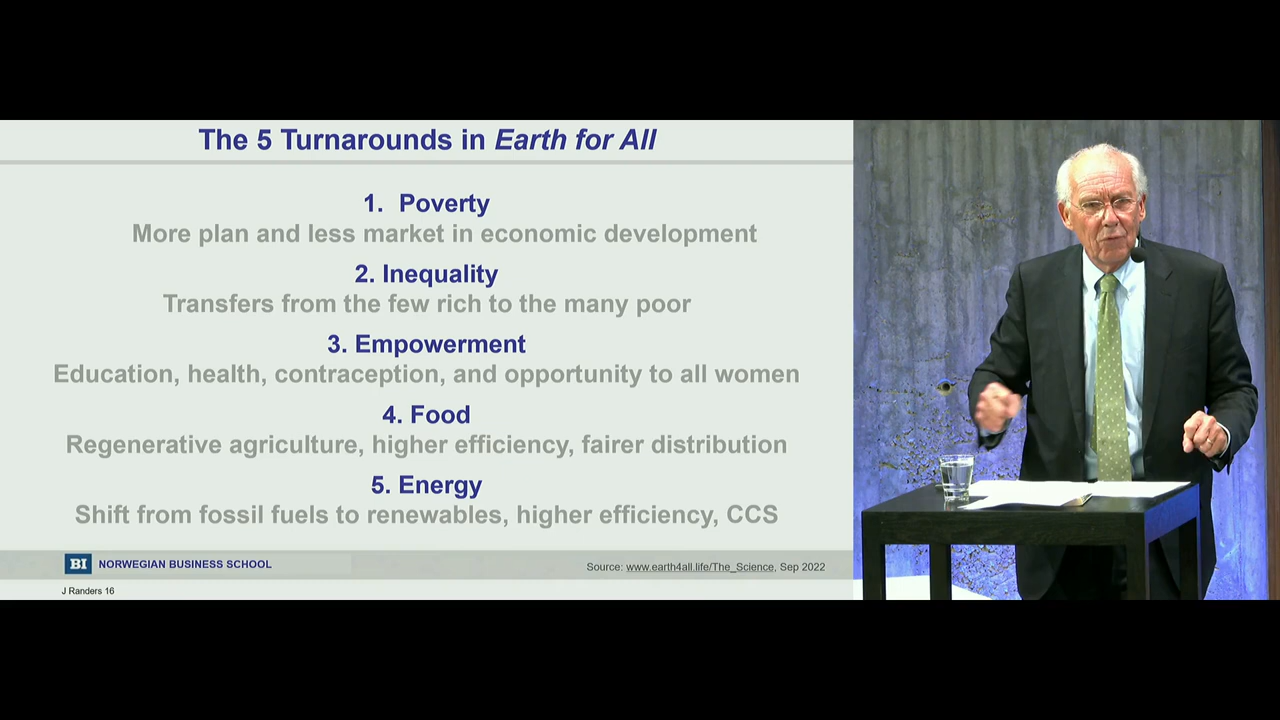 The 5 Turnarounds in Earth for All
1. Poverty
More plan and less market in economic development
2. Inequality
Transfers from the few rich to the many poor
3. Empowerment
Education, health, contraception, and opportunity to all women
4. Food
Regenerative agriculture, higher efficiency, fairer distribution
5. Energy
Shift from fossil fuels to renewables, higher efficiency, CCS
BI NORWEGIAN BUSINESS SCHOOL
Source: www.earth4all.life/The_Science, Sep 2022
J Randers 16